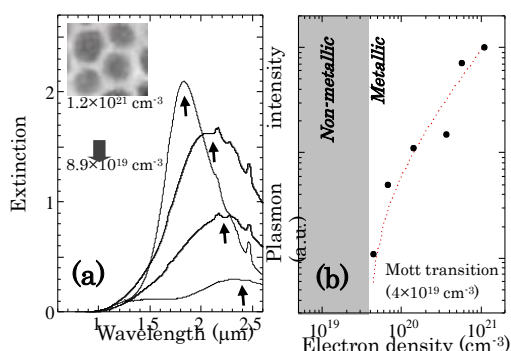 2
1
0
Extinction
1.2×10²¹ cm⁻³
8.9×10¹⁹ cm⁻³
(a)
1 1.5 2 2.5
Wavelength (μm)
Plasmon intensity
(a.u.)
Non-metallic
Metallic
(b)
Mott transition
(4×10¹⁹ cm⁻³)
10¹⁹ 10²⁰ 10²¹
Electron density (cm⁻³)